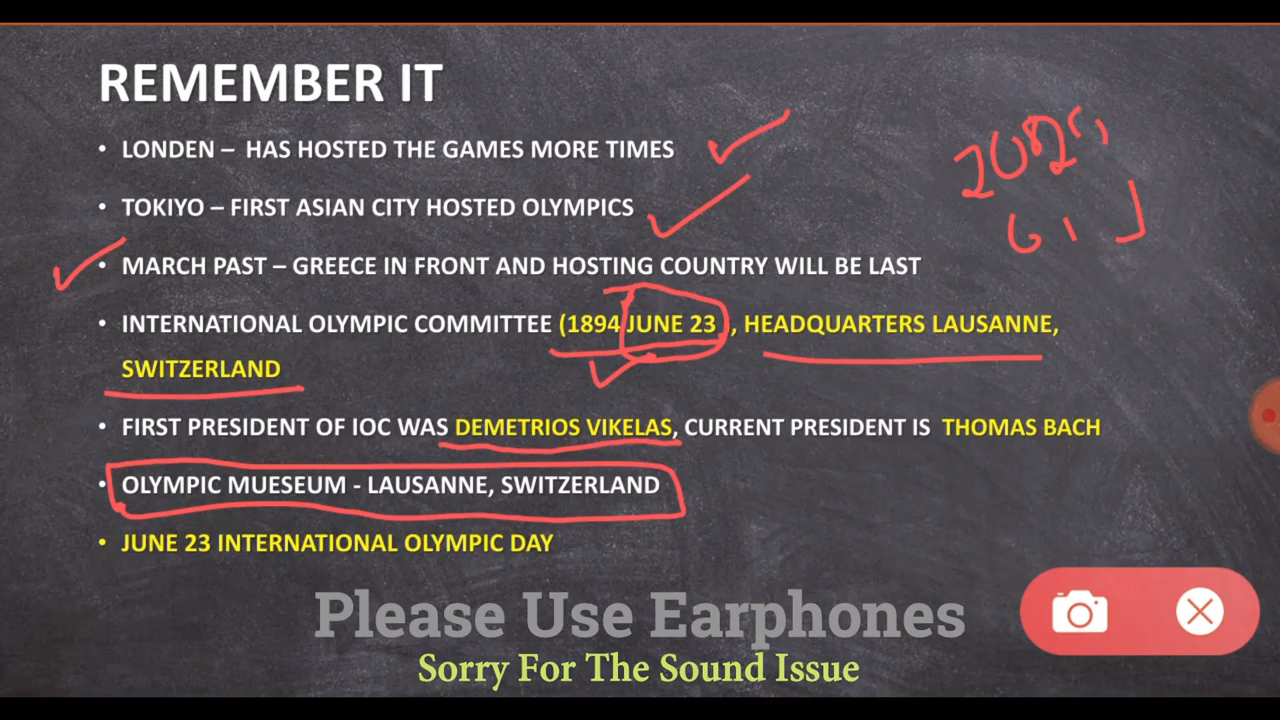 REMEMBER IT
• LONDEN – HAS HOSTED THE GAMES MORE TIMES
• TOKIYO – FIRST ASIAN CITY HOSTED OLYMPICS
• MARCH PAST – GREECE IN FRONT AND HOSTING COUNTRY WILL BE LAST
• INTERNATIONAL OLYMPIC COMMITTEE (1894 JUNE 23 ) , HEADQUARTERS LAUSANNE,
SWITZERLAND
• FIRST PRESIDENT OF IOC WAS DEMETRIOS VIKELAS, CURRENT PRESIDENT IS THOMAS BACH
• OLYMPIC MUESEUM - LAUSANNE, SWITZERLAND
• JUNE 23 INTERNATIONAL OLYMPIC DAY
Please Use Earphones
Sorry For The Sound Issue